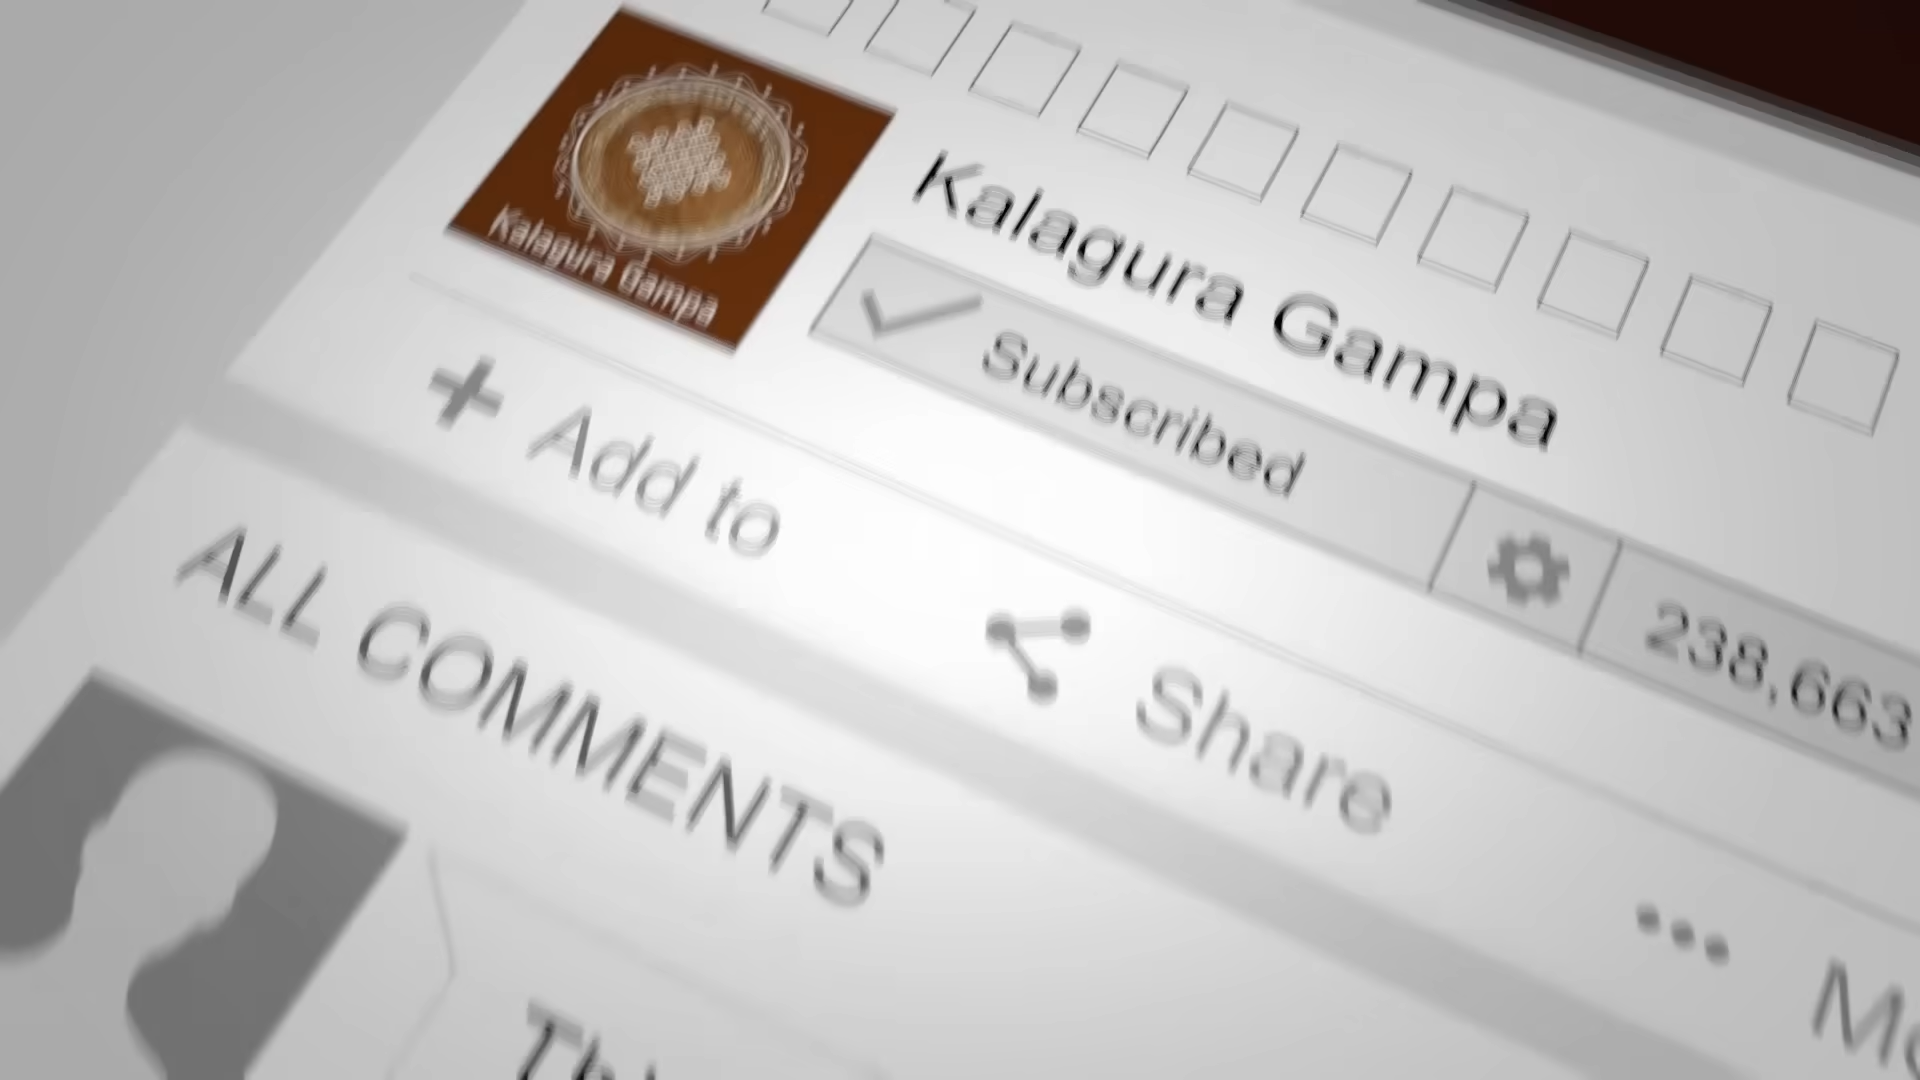 □□□□□□□□□□
Kalagura Gampa
Kalagura Gampa
Subscribed
238,663
Add to
Share
ALL COMMENTS